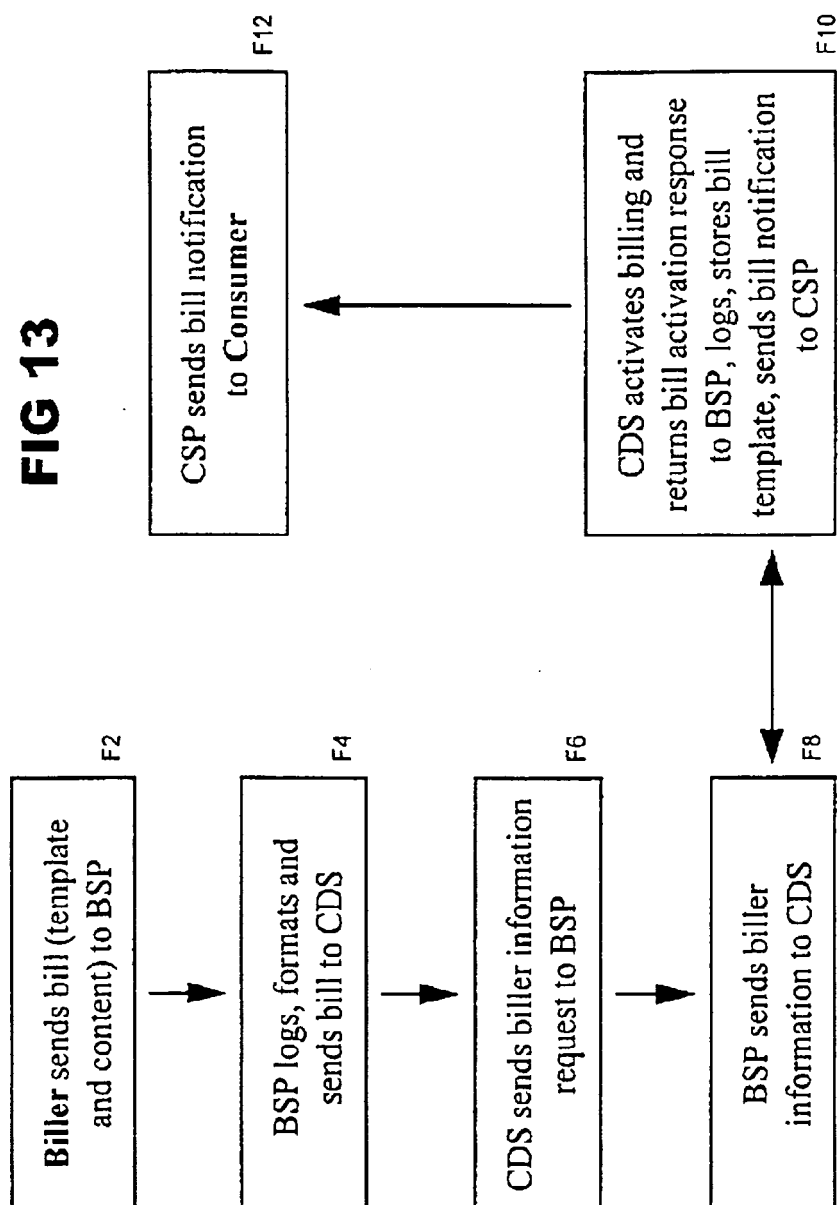 FIG 13
Biller sends bill (template
and content) to BSP
F2
BSP logs, formats and
sends bill to CDS
F4
CDS sends biller information
request to BSP
F6
BSP sends biller
information to CDS
F8
CDS activates billing and
returns bill activation response
to BSP, logs, stores bill
template, sends bill notification
to CSP
F10
CSP sends bill notification
to Consumer
F12